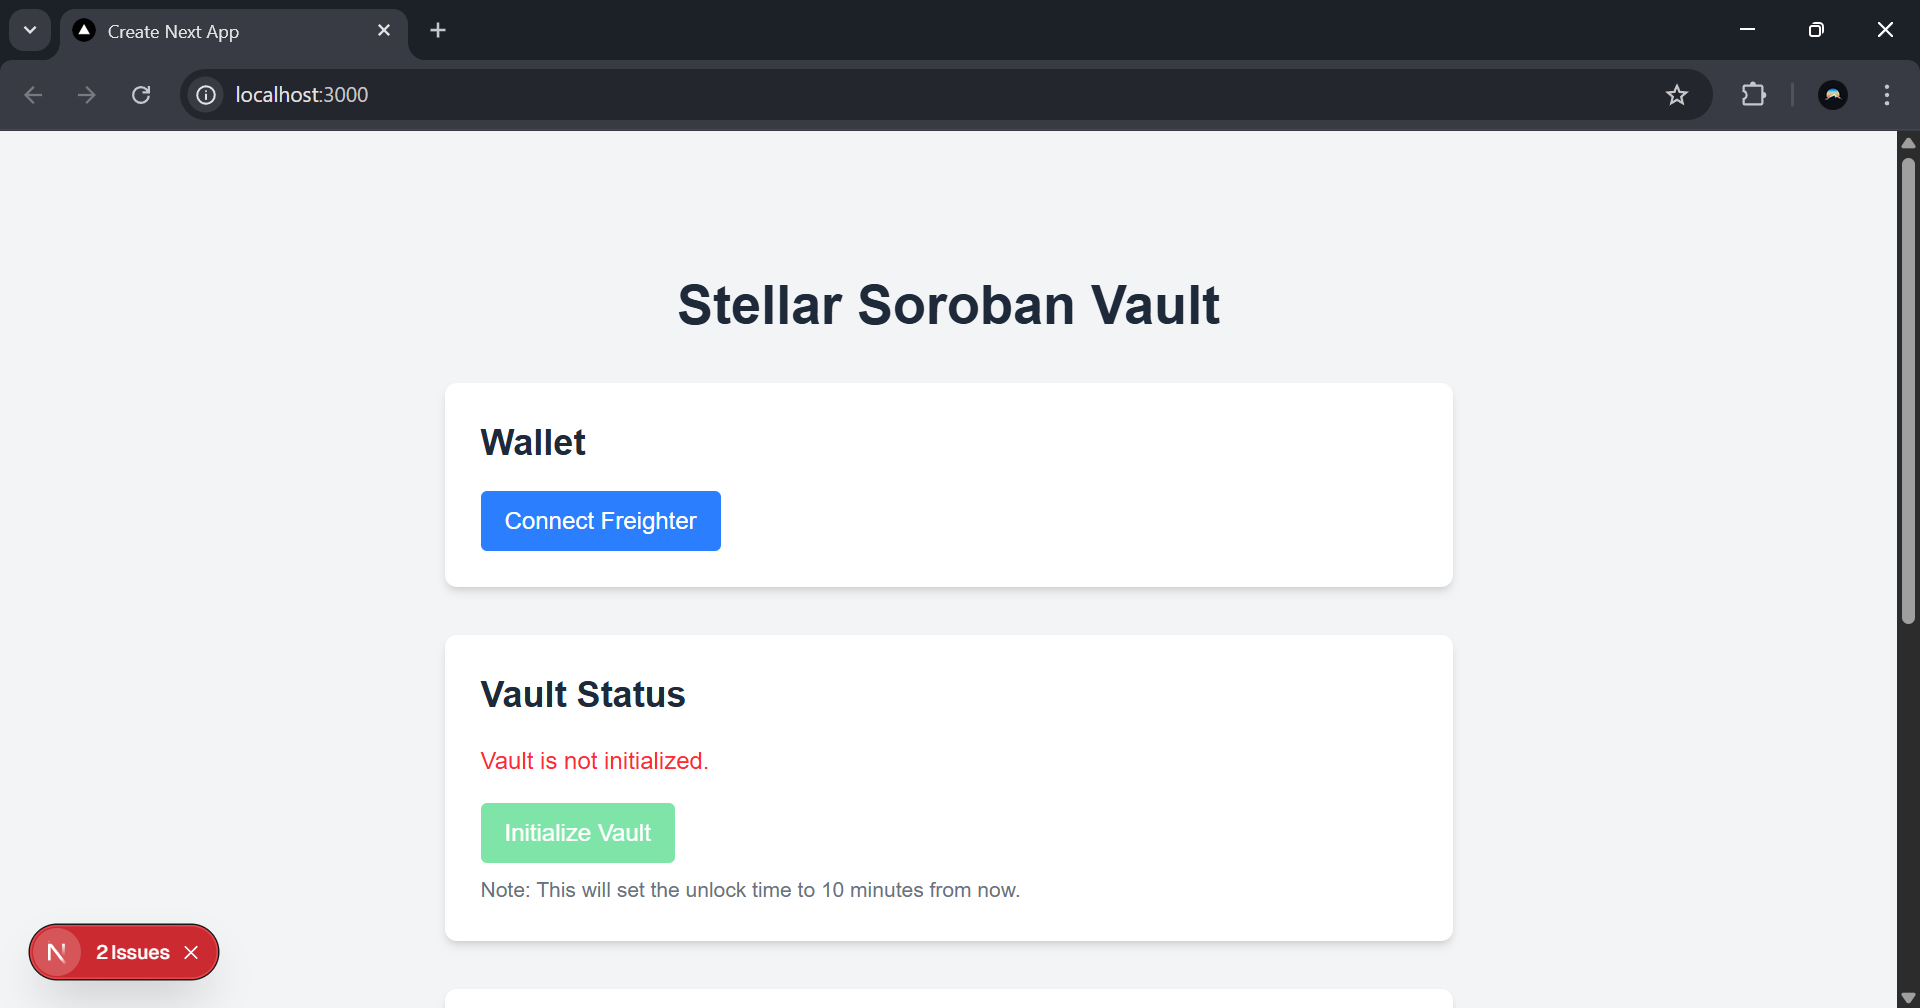 Create Next App
localhost:3000
Stellar Soroban Vault
Wallet
Connect Freighter
Vault Status
Vault is not initialized.
Initialize Vault
Note: This will set the unlock time to 10 minutes from now.
N 2 Issues